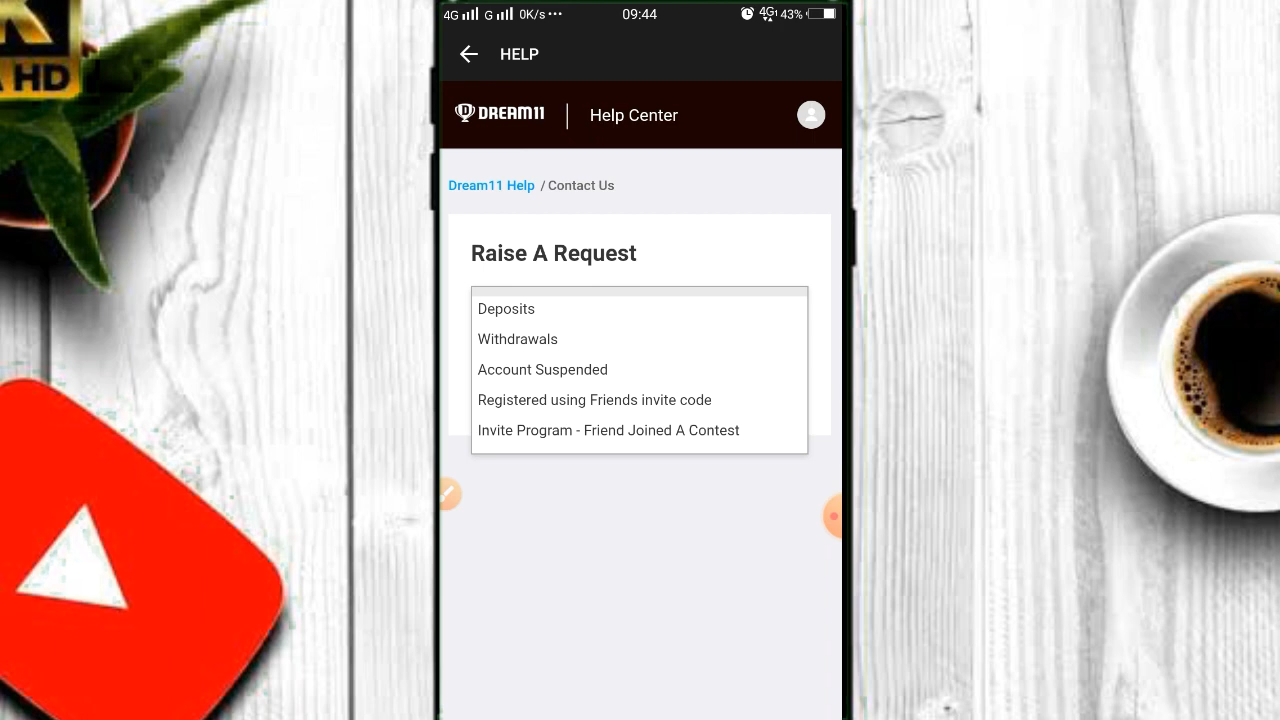 K
A HD
4G G 0K/s ••• 09:44 4G 43%
HELP
DREAM11 Help Center
Dream11 Help / Contact Us
Raise A Request
Deposits
Withdrawals
Account Suspended
Registered using Friends invite code
Invite Program - Friend Joined A Contest